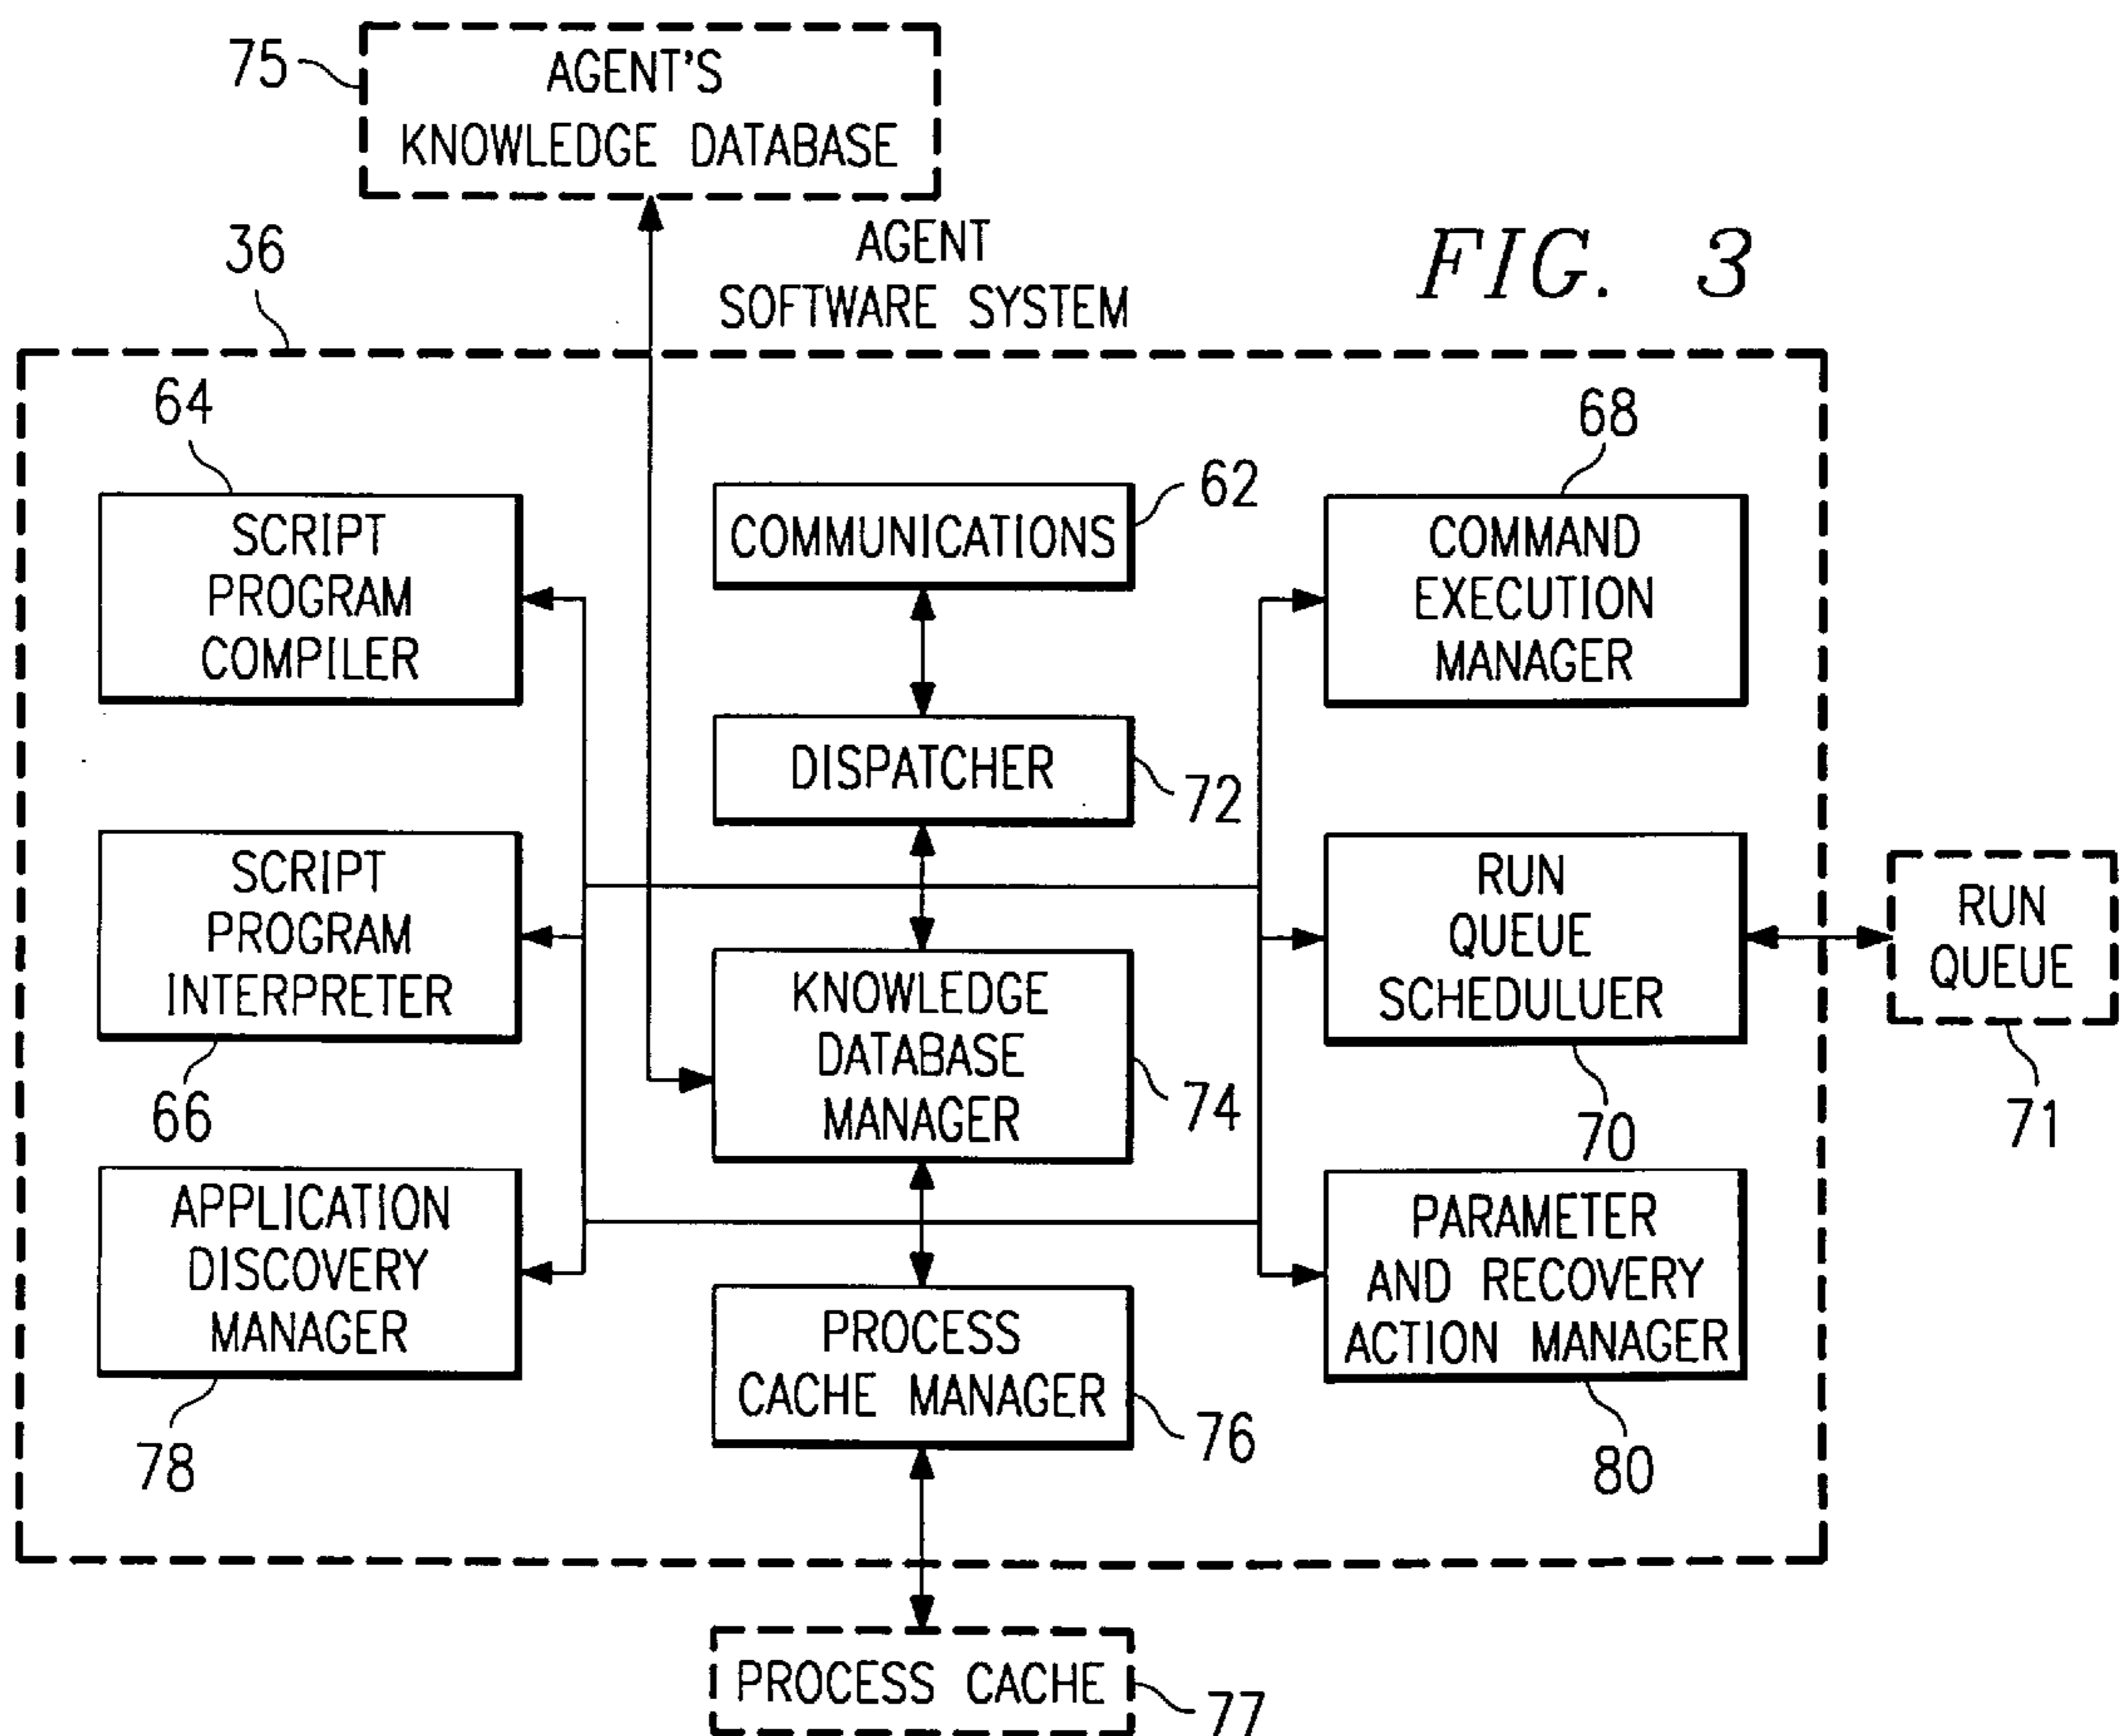 75
AGENT'S
KNOWLEDGE DATABASE
36
AGENT
SOFTWARE SYSTEM
FIG. 3
64
SCRIPT
PROGRAM
COMPILER
COMMUNICATIONS
62
68
COMMAND
EXECUTION
MANAGER
DISPATCHER
72
SCRIPT
PROGRAM
INTERPRETER
66
KNOWLEDGE
DATABASE
MANAGER
74
RUN
QUEUE
SCHEDULUER
70
RUN
QUEUE
71
APPLICATION
DISCOVERY
MANAGER
78
PROCESS
CACHE MANAGER
76
PARAMETER
AND RECOVERY
ACTION MANAGER
80
PROCESS CACHE
77